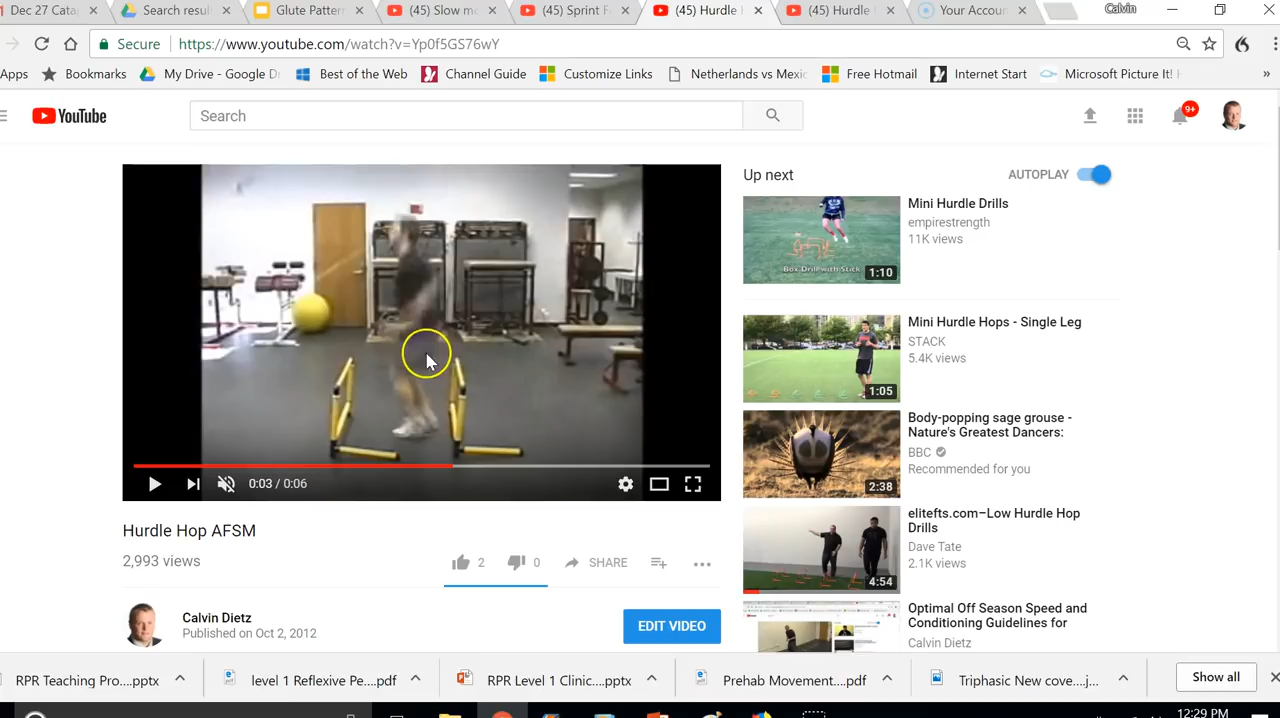 Dec 27 Catap
Search result
Glute Pattern
(45) Slow mo
(45) Sprint F
(45) Hurdle
(45) Hurdle
Your Accoun
Calvin
Secure
https://www.youtube.com/watch?v=Yp0f5GS76wY
Apps
Bookmarks
My Drive - Google D
Best of the Web
Channel Guide
Customize Links
Netherlands vs Mexic
Free Hotmail
Internet Start
Microsoft Picture It!
»
YouTube
Search
9+
Up next
AUTOPLAY
Mini Hurdle Drills
empirestrength
11K views
Box Drill with Stick
1:10
Mini Hurdle Hops - Single Leg
STACK
5.4K views
1:05
Body-popping sage grouse -
Nature's Greatest Dancers:
BBC
Recommended for you
2:38
elitefts.com–Low Hurdle Hop
Drills
Dave Tate
2.1K views
4:54
Optimal Off Season Speed and
Conditioning Guidelines for
Calvin Dietz
0:03 / 0:06
Hurdle Hop AFSM
2,993 views
2
0
SHARE
Calvin Dietz
Published on Oct 2, 2012
EDIT VIDEO
RPR Teaching Pro....pptx
level 1 Reflexive Pe....pdf
RPR Level 1 Clinic....pptx
Prehab Movement....pdf
Triphasic New cove....j...
Show all
12:29 PM